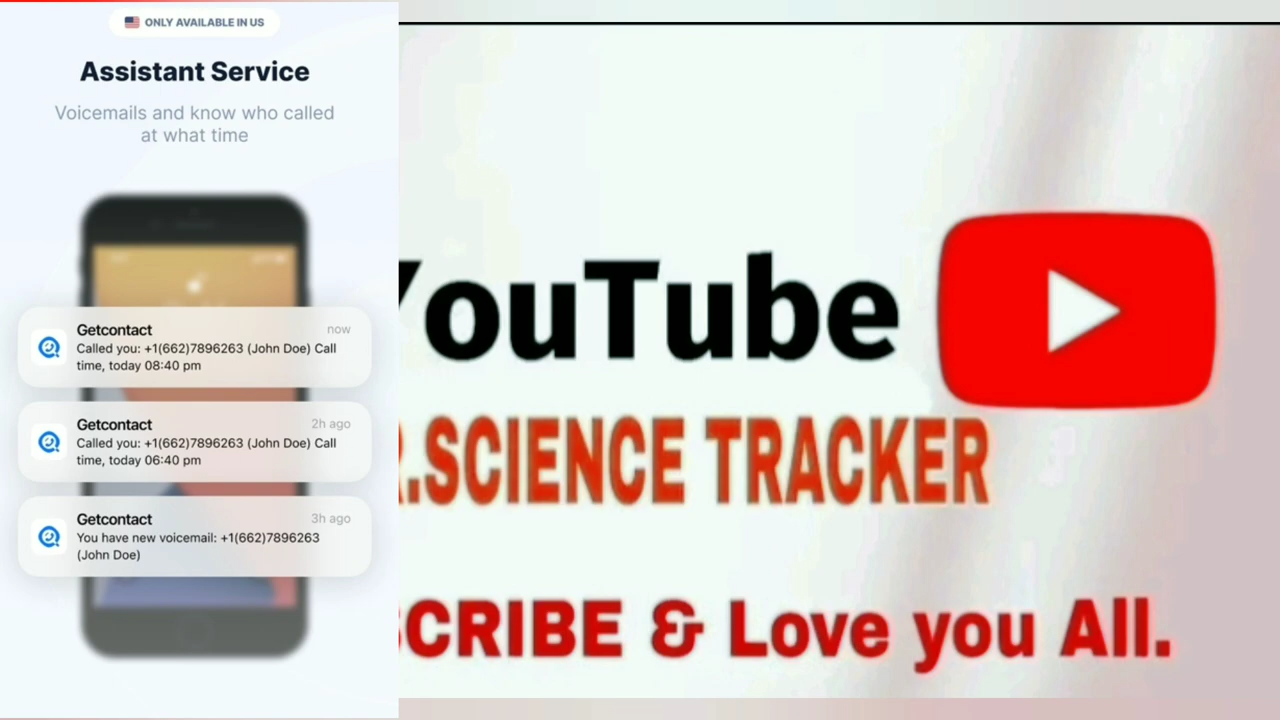 ONLY AVAILABLE IN US
Assistant Service
Voicemails and know who called
at what time
Getcontact
now
Called you: +1(662)7896263 (John Doe) Call
time, today 08:40 pm
Getcontact
2h ago
Called you: +1(662)7896263 (John Doe) Call
time, today 06:40 pm
Getcontact
3h ago
You have new voicemail: +1(662)7896263
(John Doe)
YouTube
.SCIENCE TRACKER
SCRIBE & Love you All.